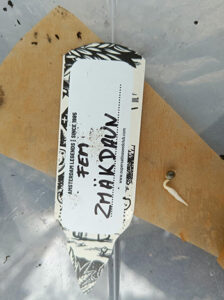 AMSTERDAM LEGENDS | SINCE 1985
FEM
ZMÄKDAUN